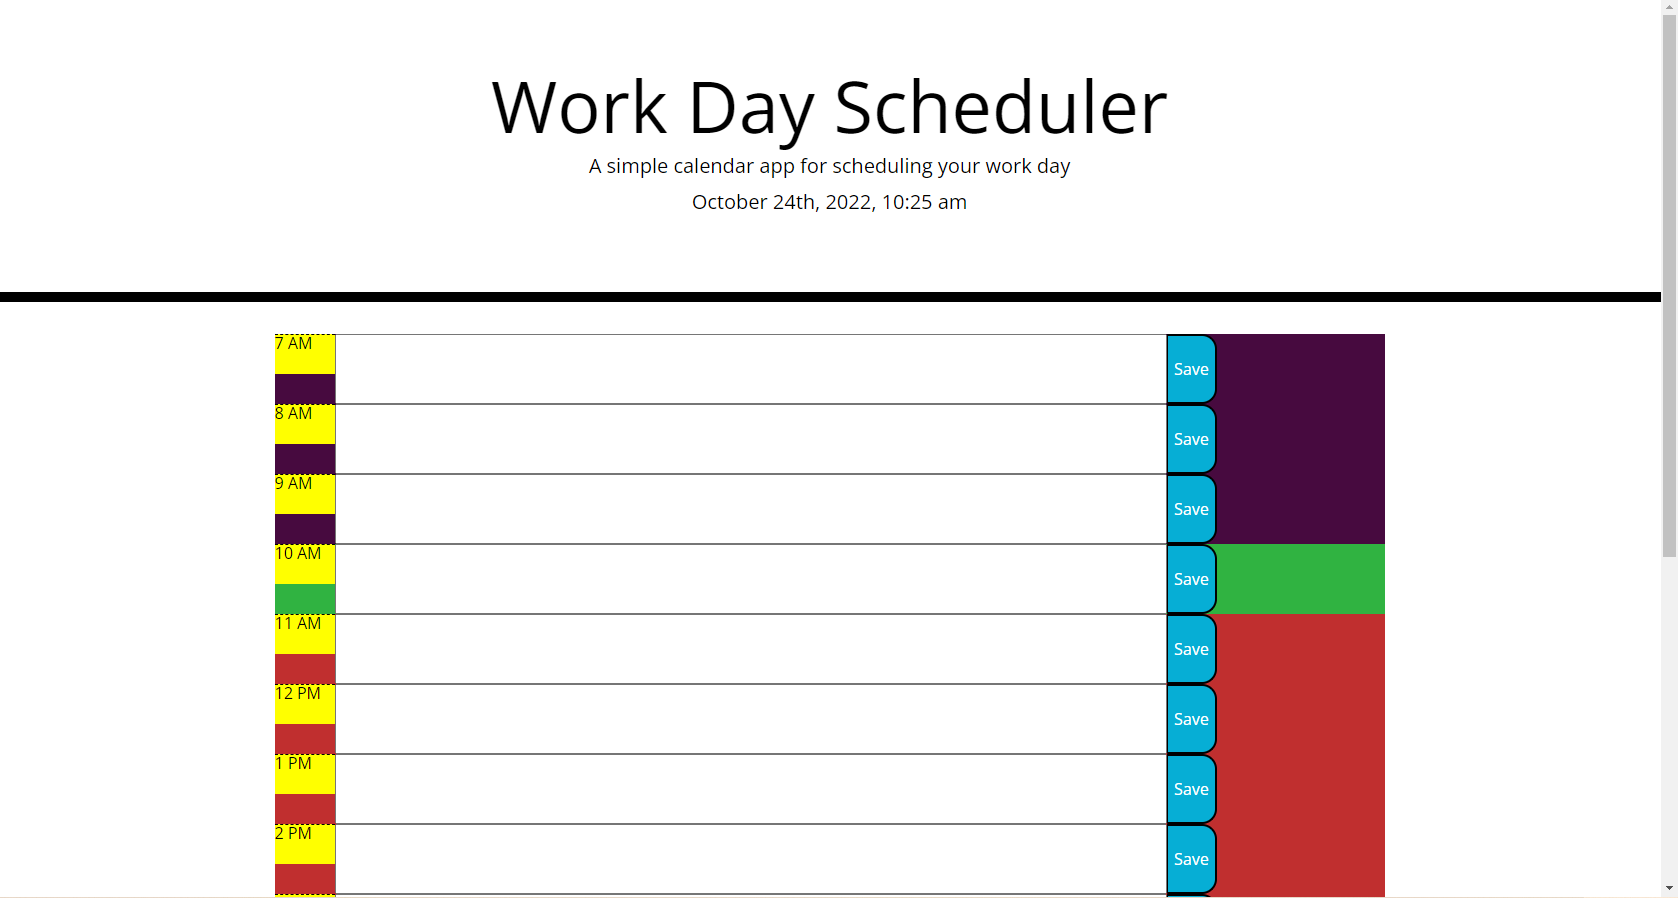 Work Day Scheduler
A simple calendar app for scheduling your work day
October 24th, 2022, 10:25 am
7 AM
Save
8 AM
Save
9 AM
Save
10 AM
Save
11 AM
Save
12 PM
Save
1 PM
Save
2 PM
Save